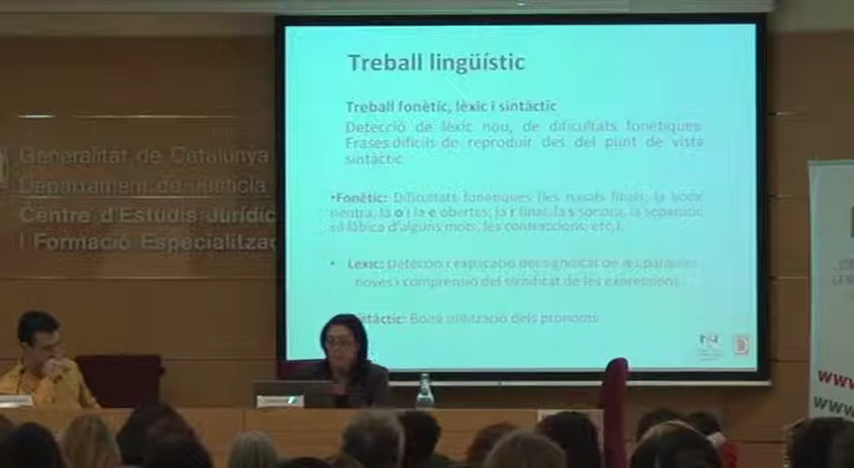 Treball lingüístic
Treball fonètic, lèxic i sintàctic
Detecció de lèxic nou, de dificultats fonètiques.
Frases difícils de reproduir des del punt de vista
sintàctic
•Fonètic: Dificultats fonètiques (les nasals finals, la vocal
neutra, la o i la e obertes, la r final, la s sonora, la separació
sil·làbica d'alguns mots, les contraccions, etc.)
• Lèxic: Detecció i explicació del significat de les paraules
noves i comprensió del significat de les expressions.
sintàctic: Bona utilització dels pronoms
Generalitat de Catalunya
Departament de Justícia
Centre d'Estudis Jurídic
i Formació Especialitzad
www.
www.